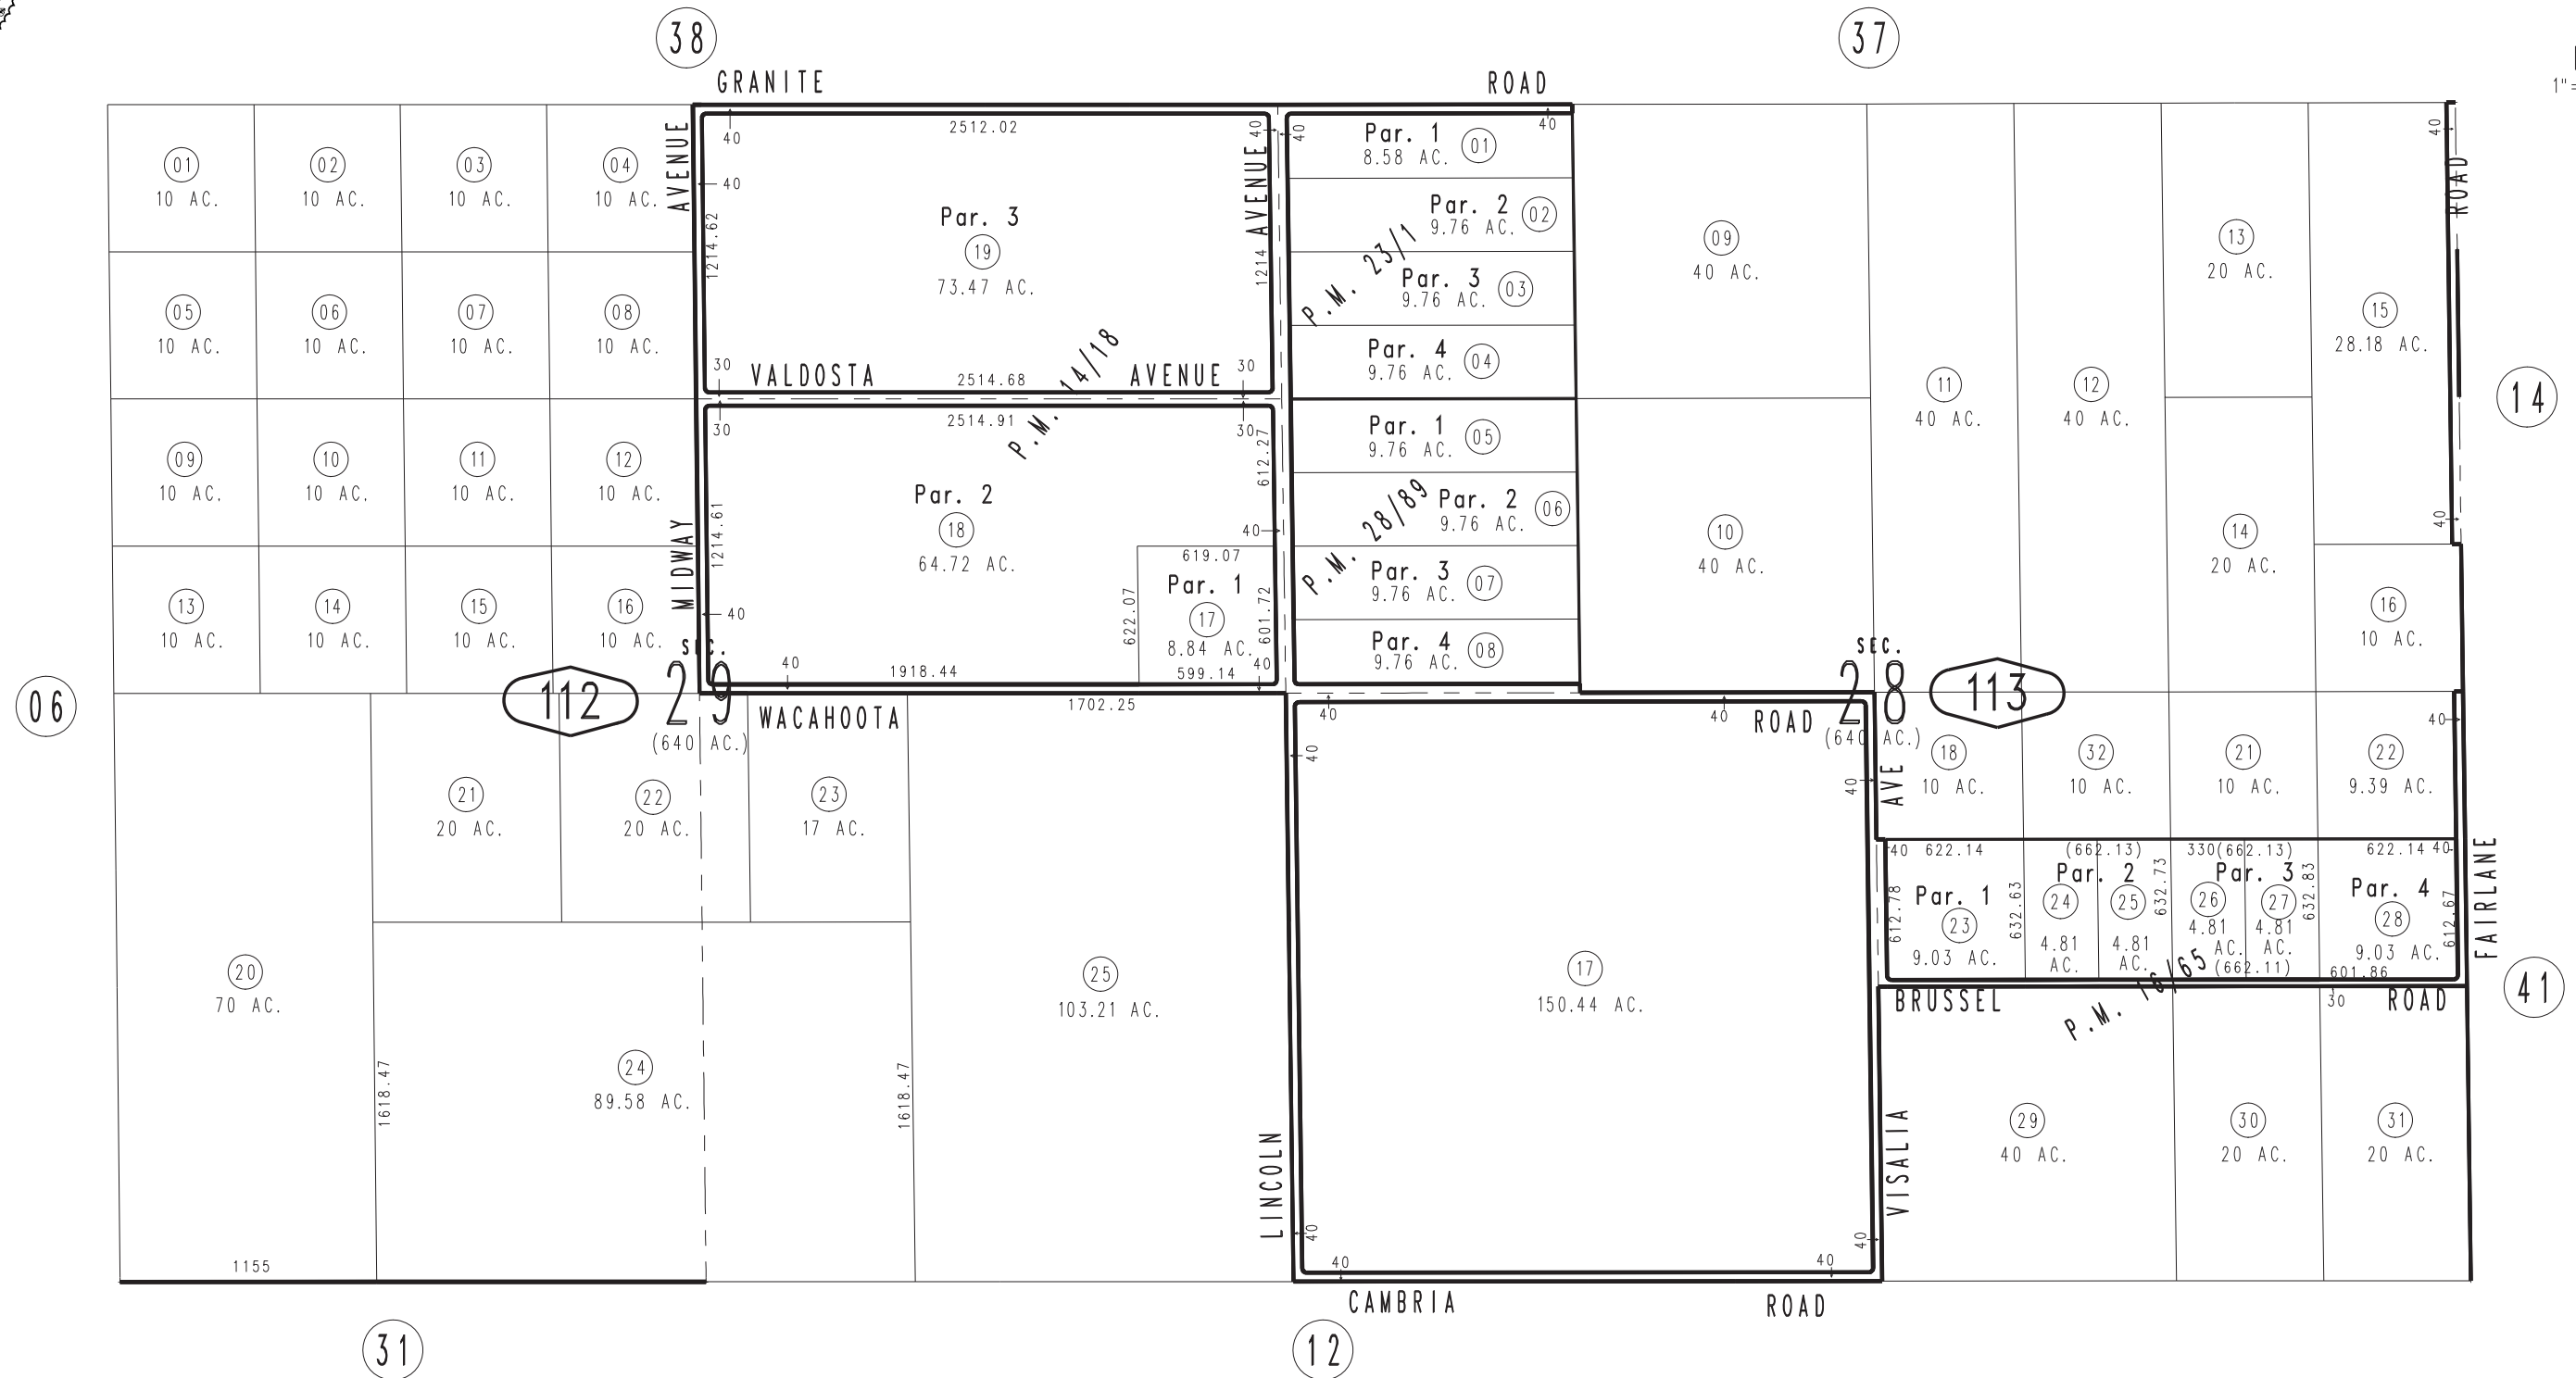 38
37
GRANITE ROAD
1"=
01
10 AC.
02
10 AC.
03
10 AC.
04
10 AC.
05
10 AC.
06
10 AC.
07
10 AC.
08
10 AC.
09
10 AC.
10
10 AC.
11
10 AC.
12
10 AC.
13
10 AC.
14
10 AC.
15
10 AC.
16
10 AC.
MIDWAY AVENUE
40
2512.02
40
40
1214.62
Par. 3
19
73.47 AC.
AVENUE
1214
40
30
VALDOSTA AVENUE
2514.68
30
P.M. 14/18
30
2514.91
30
612.27
1214.61
Par. 2
18
64.72 AC.
40
40
619.07
622.07
Par. 1
17
8.84 AC.
601.72
40
1918.44
599.14
40
40
Par. 1
8.58 AC.
01
Par. 2
9.76 AC.
02
P.M. 23/1
Par. 3
9.76 AC.
03
Par. 4
9.76 AC.
04
Par. 1
9.76 AC.
05
Par. 2
9.76 AC.
06
P.M. 28/89
Par. 3
9.76 AC.
07
Par. 4
9.76 AC.
08
09
40 AC.
10
40 AC.
11
40 AC.
12
40 AC.
13
20 AC.
14
20 AC.
15
28.18 AC.
16
10 AC.
40
ROAD
40
14
06
112
SEC.
29
(640 AC.)
WACAHOOTA ROAD
1702.25
20
70 AC.
21
20 AC.
22
20 AC.
23
17 AC.
24
89.58 AC.
1618.47
1618.47
25
103.21 AC.
1155
LINCOLN
40
40
40
40
17
150.44 AC.
40
40
40
40
CAMBRIA ROAD
SEC.
28
(640 AC.)
113
AVE
VISALIA
18
10 AC.
32
10 AC.
21
10 AC.
22
9.39 AC.
40
40
622.14
(662.13)
330(662.13)
622.14
40
612.78
Par. 1
23
9.03 AC.
632.63
Par. 2
24
4.81
AC.
25
4.81
AC.
632.73
Par. 3
26
4.81
AC.
27
4.81
AC.
632.83
Par. 4
28
9.03 AC.
612.67
(662.11)
601.86
FAIRLANE
BRUSSEL ROAD
30
P.M. 16/65
29
40 AC.
30
20 AC.
31
20 AC.
41
31
12